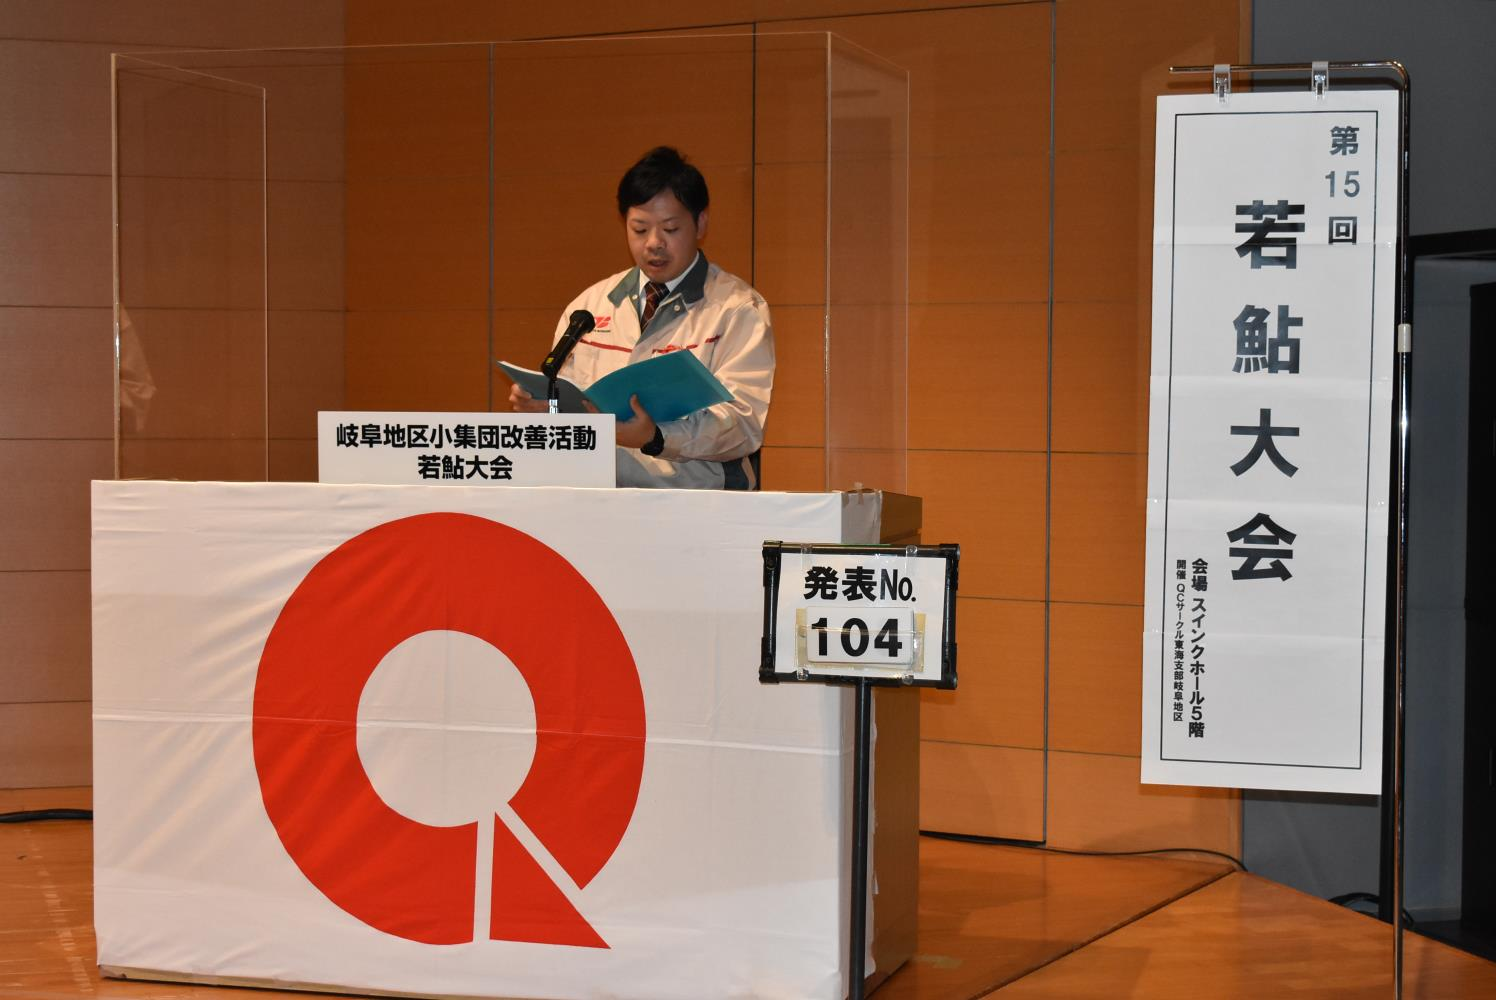 岐阜地区小集団改善活動
若鮎大会
発表No.
104
第15回
若鮎大会
会場 スインクホール5階
開催 QCサークル東海支部岐阜地区